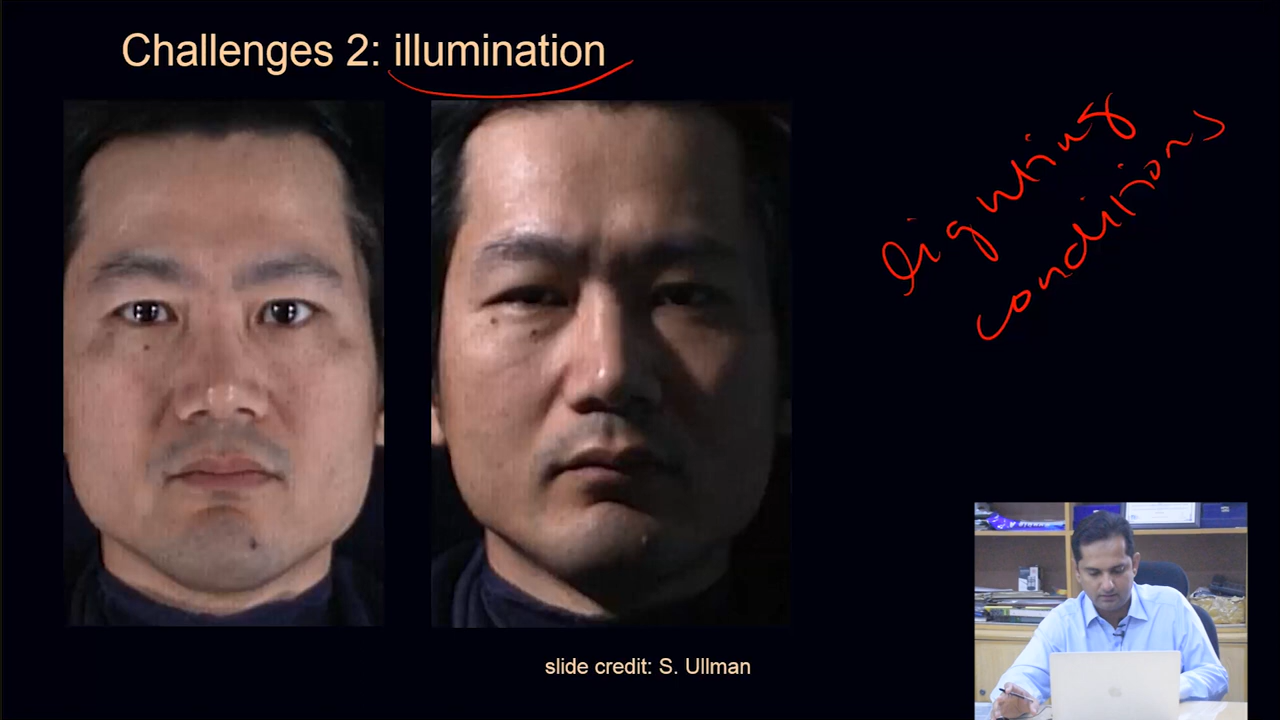 Challenges 2: illumination
lighting
conditions
slide credit: S. Ullman